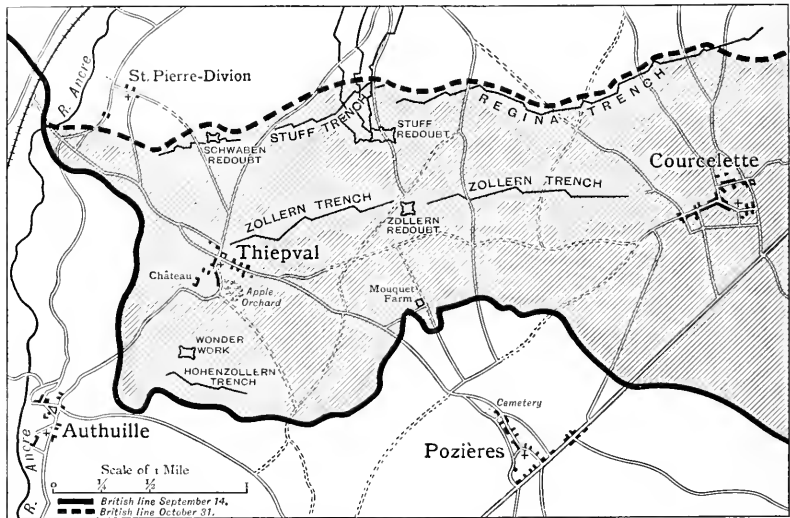 R. Ancre
St. Pierre-Divion
STUFF TRENCH
REGINA TRENCH
SCHWABEN
REDOUBT
STUFF
REDOUBT
Courcelette
ZOLLERN TRENCH
ZOLLERN TRENCH
ZOLLERN
REDOUBT
Thiepval
Château
Apple
Orchard
Mouquet
Farm
WONDER
WORK
HOHENZOLLERN
TRENCH
Authuille
R. Ancre
Cemetery
Pozières
Scale of 1 Mile
0 1/4 1/2 1
British line September 14.
British line October 31.